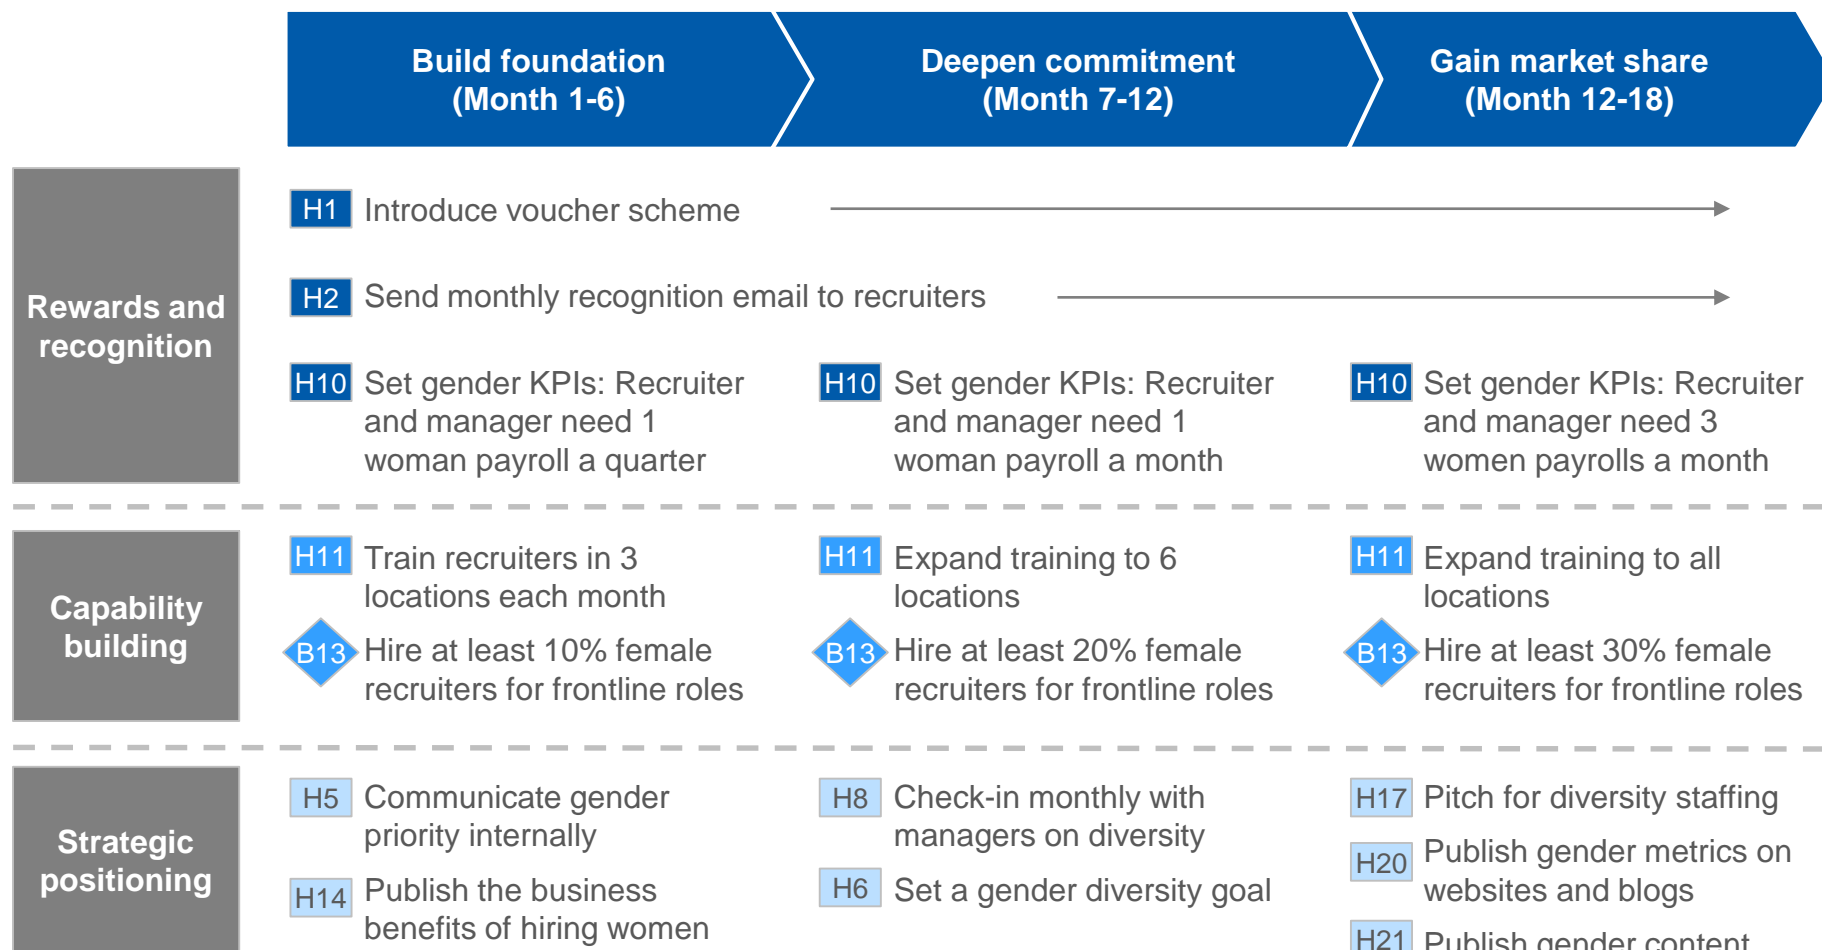 Build foundation
(Month 1-6)
Deepen commitment
(Month 7-12)
Gain market share
(Month 12-18)
Rewards and
recognition
H1 Introduce voucher scheme
H2 Send monthly recognition email to recruiters
H10 Set gender KPIs: Recruiter
and manager need 1
woman payroll a quarter
H10 Set gender KPIs: Recruiter
and manager need 1
woman payroll a month
H10 Set gender KPIs: Recruiter
and manager need 3
women payrolls a month
Capability
building
H11 Train recruiters in 3
locations each month
B13 Hire at least 10% female
recruiters for frontline roles
H11 Expand training to 6
locations
B13 Hire at least 20% female
recruiters for frontline roles
H11 Expand training to all
locations
B13 Hire at least 30% female
recruiters for frontline roles
Strategic
positioning
H5 Communicate gender
priority internally
H14 Publish the business
benefits of hiring women
H8 Check-in monthly with
managers on diversity
H6 Set a gender diversity goal
H17 Pitch for diversity staffing
H20 Publish gender metrics on
websites and blogs
H21 Publish gender content